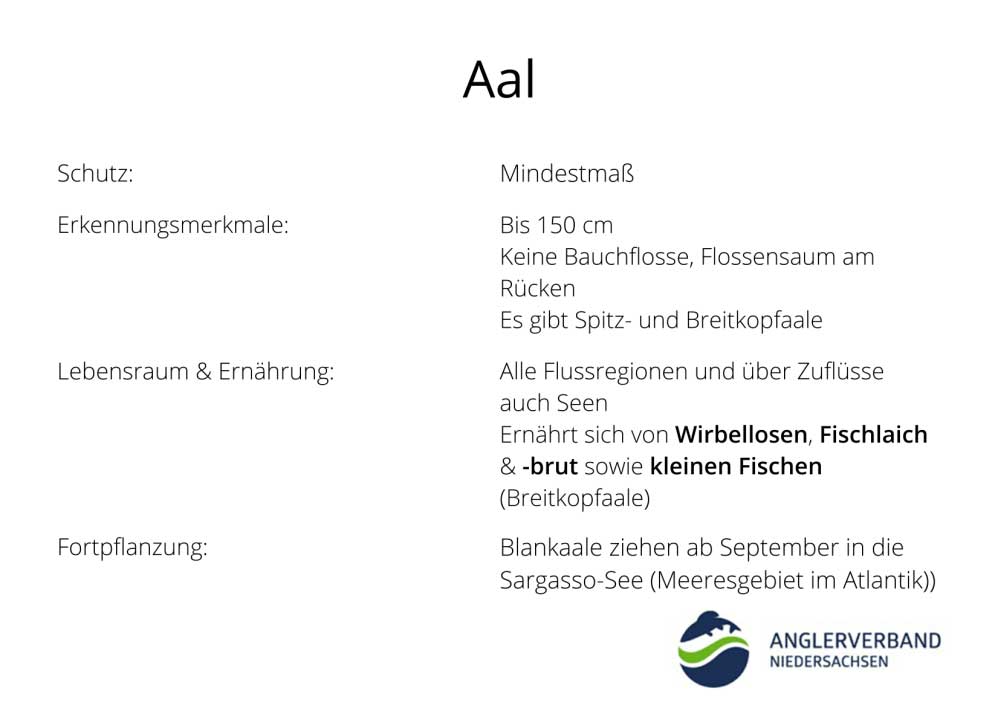 Aal
Schutz:
Mindestmaß
Erkennungsmerkmale:
Bis 150 cm
Keine Bauchflosse, Flossensaum am
Rücken
Es gibt Spitz- und Breitkopfaale
Lebensraum & Ernährung:
Alle Flussregionen und über Zuflüsse
auch Seen
Ernährt sich von Wirbellosen, Fischlaich
& -brut sowie kleinen Fischen
(Breitkopfaale)
Fortpflanzung:
Blankaale ziehen ab September in die
Sargasso-See (Meeresgebiet im Atlantik))
ANGLERVERBAND
NIEDERSACHSEN